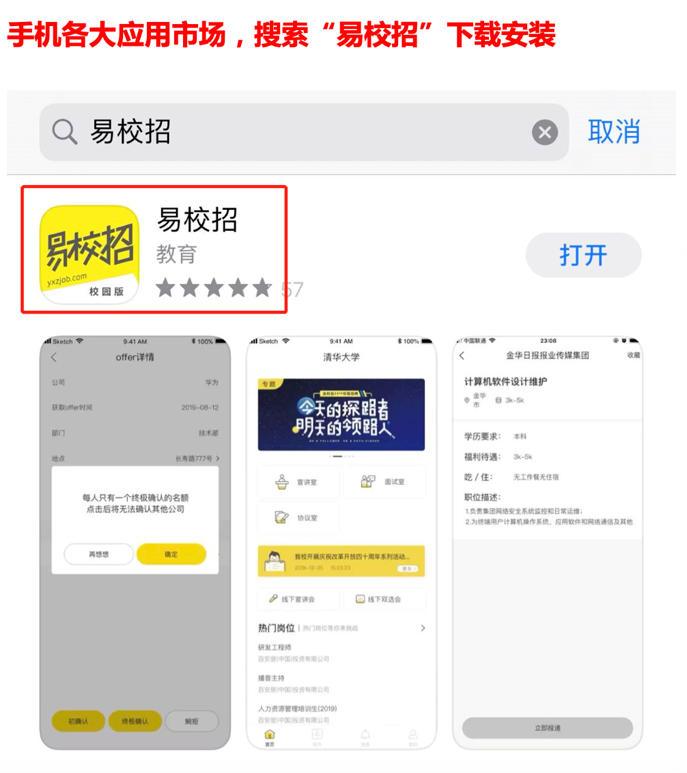 手机各大应用市场，搜索“易校招”下载安装
易校招
取消
易校招
yxzjob.com
校园版
易校招
教育
57
打开
Sketch 9:41 AM 100%
offer详情
公司 华为
获取offer时间 2019-08-12
部门 技术部
地点 长寿路777号
每人只有一个终极确认的名额
点击后将无法确认其他公司
再想想 确定
初确认 终极确认 婉拒
Sketch 9:41 AM 100%
清华大学
专题
今天的探路者
明天的领路人
宣讲室 面试室
协议室
我校开展庆祝改革开放四十周年系列活动...
线下宣讲会 线下双选会
热门岗位 | 热门岗位等你来挑战
研发工程师
百安居(中国)投资有限公司
播音主持
百安居(中国)投资有限公司
人力资源管理培训生(2019)
百安居(中国)投资有限公司
首页
中国联通 23:08
金华日报报业传媒集团 收藏
计算机软件设计维护
金华市 3k-5k
学历要求： 本科
福利待遇： 3k-5k
吃 / 住： 无工作餐无住宿
职位描述：
1.负责集团网络安全系统监控和日常运维；
2.为终端用户计算机操作系统、应用软件和网络通信及其他
立即投递